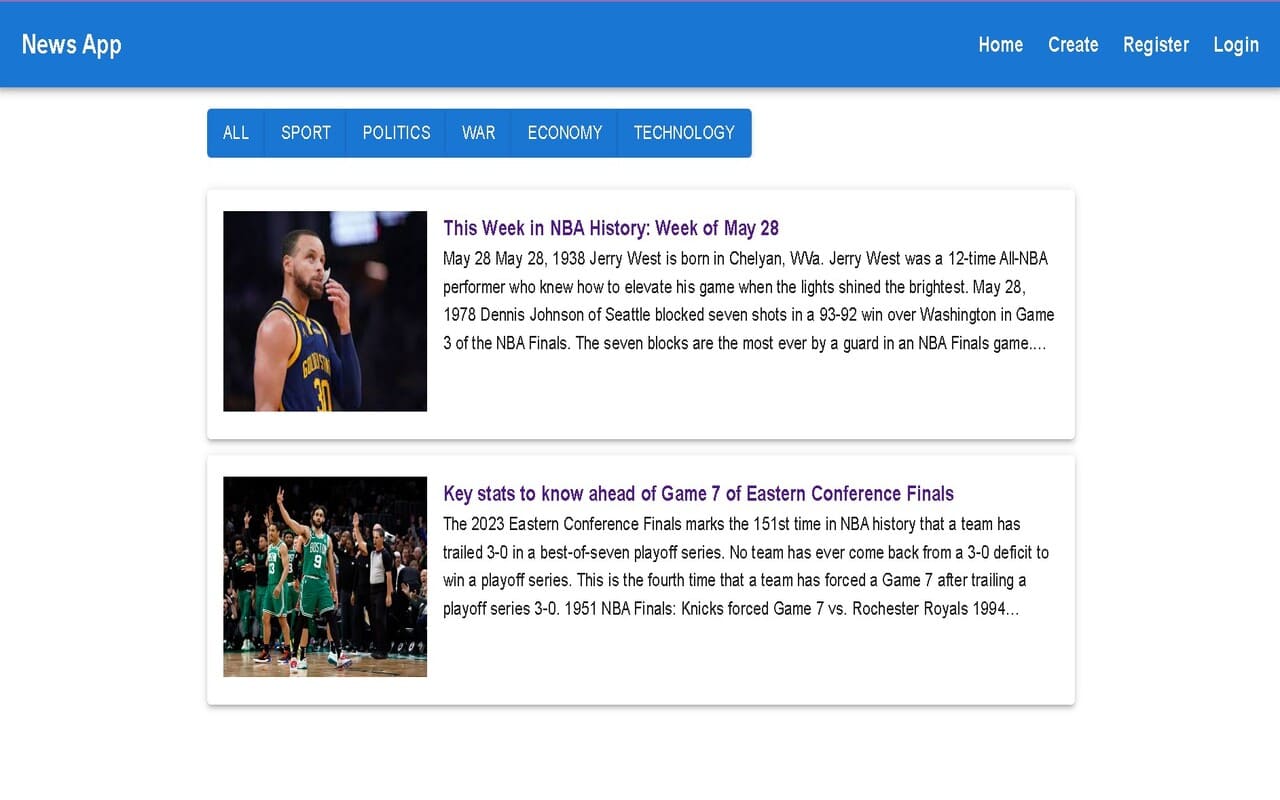 News App
Home Create Register Login
ALL SPORT POLITICS WAR ECONOMY TECHNOLOGY
This Week in NBA History: Week of May 28
May 28 May 28, 1938 Jerry West is born in Chelyan, WVa. Jerry West was a 12-time All-NBA
performer who knew how to elevate his game when the lights shined the brightest. May 28,
1978 Dennis Johnson of Seattle blocked seven shots in a 93-92 win over Washington in Game
3 of the NBA Finals. The seven blocks are the most ever by a guard in an NBA Finals game....
GOLDEN STATE
30
Key stats to know ahead of Game 7 of Eastern Conference Finals
The 2023 Eastern Conference Finals marks the 151st time in NBA history that a team has
trailed 3-0 in a best-of-seven playoff series. No team has ever come back from a 3-0 deficit to
win a playoff series. This is the fourth time that a team has forced a Game 7 after trailing a
playoff series 3-0. 1951 NBA Finals: Knicks forced Game 7 vs. Rochester Royals 1994...
BOSTON
9